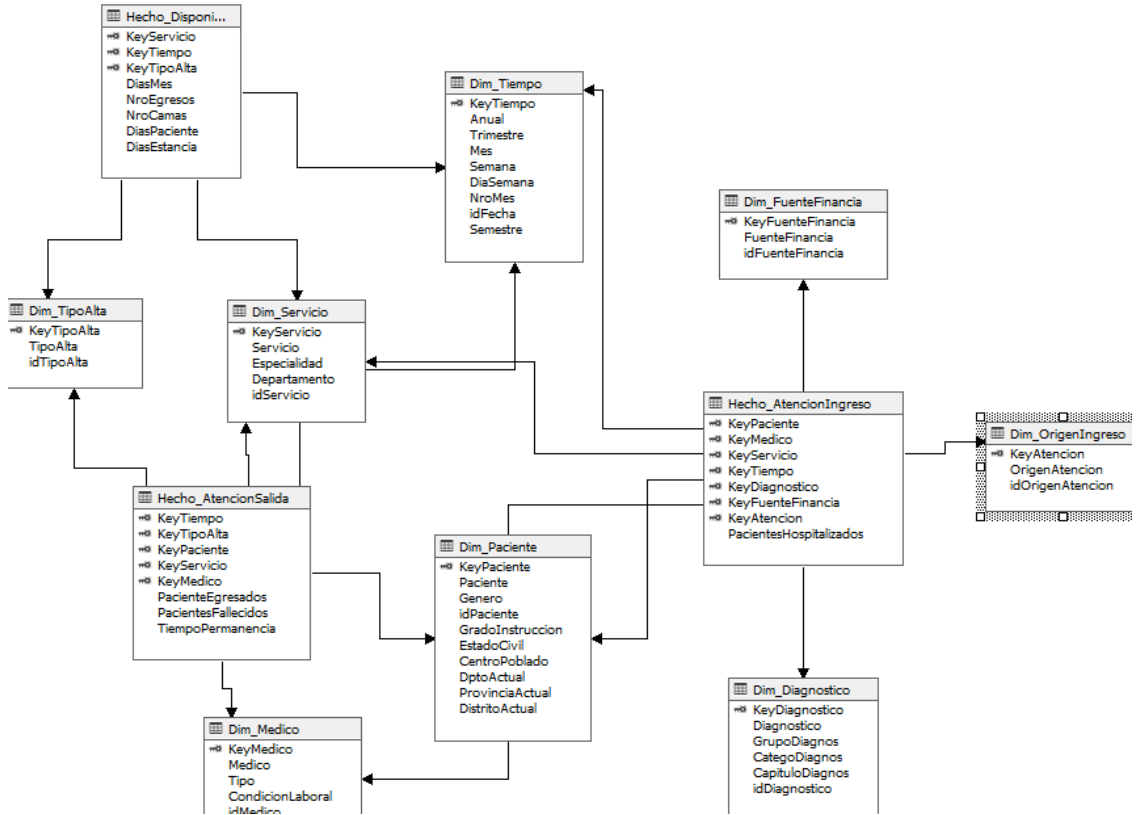 Hecho_Disponi...
KeyServicio
KeyTiempo
KeyTipoAlta
DiasMes
NroEgresos
NroCamas
DiasPaciente
DiasEstancia
Dim_Tiempo
KeyTiempo
Anual
Trimestre
Mes
Semana
DiaSemana
NroMes
idFecha
Semestre
Dim_FuenteFinancia
KeyFuenteFinancia
FuenteFinancia
idFuenteFinancia
Dim_TipoAlta
KeyTipoAlta
TipoAlta
idTipoAlta
Dim_Servicio
KeyServicio
Servicio
Especialidad
Departamento
idServicio
Hecho_AtencionIngreso
KeyPaciente
KeyMedico
KeyServicio
KeyTiempo
KeyDiagnostico
KeyFuenteFinancia
KeyAtencion
PacientesHospitalizados
Dim_OrigenIngreso
KeyAtencion
OrigenAtencion
idOrigenAtencion
Hecho_AtencionSalida
KeyTiempo
KeyTipoAlta
KeyPaciente
KeyServicio
KeyMedico
PacienteEgresados
PacientesFallecidos
TiempoPermanencia
Dim_Paciente
KeyPaciente
Paciente
Genero
idPaciente
GradoInstruccion
EstadoCivil
CentroPoblado
DptoActual
ProvinciaActual
DistritoActual
Dim_Medico
KeyMedico
Medico
Tipo
CondicionLaboral
idMedico
Dim_Diagnostico
KeyDiagnostico
Diagnostico
GrupoDiagnos
CategoDiagnos
CapituloDiagnos
idDiagnostico